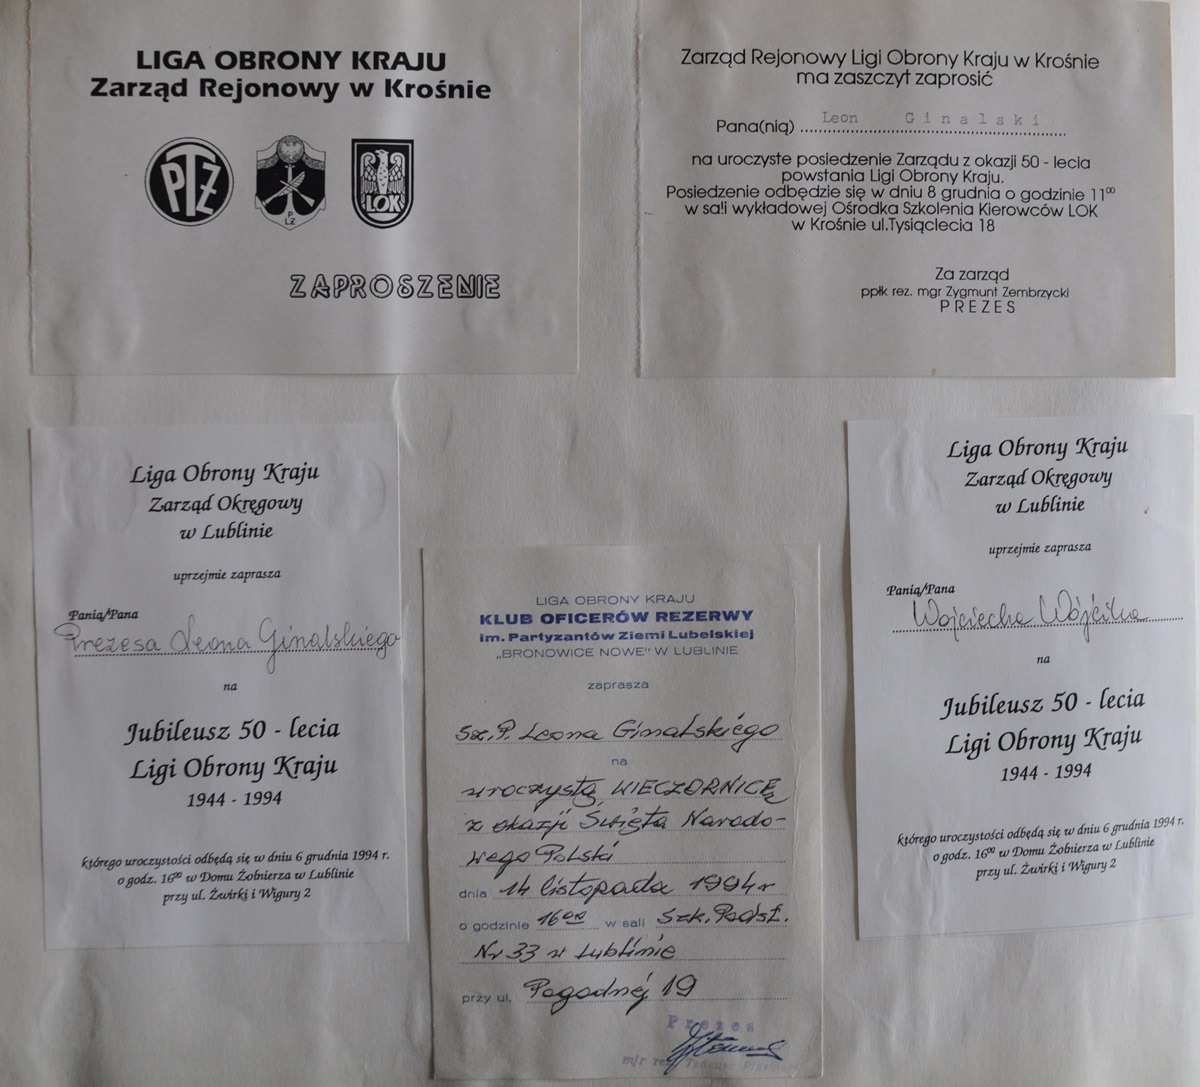 LIGA OBRONY KRAJU
Zarząd Rejonowy w Krośnie
PTŻ
P
LŻ
LOK
ZAPROSZENIE
Zarząd Rejonowy Ligi Obrony Kraju w Krośnie
ma zaszczyt zaprosić
Pana(nią) Leon Ginalski
na uroczyste posiedzenie Zarządu z okazji 50 - lecia
powstania Ligi Obrony Kraju.
Posiedzenie odbędzie się w dniu 8 grudnia o godzinie 11⁰⁰
w sali wykładowej Ośrodka Szkolenia Kierowców LOK
w Krośnie ul.Tysiąclecia 18
Za zarząd
ppłk rez. mgr Zygmunt Zembrzycki
PREZES
Liga Obrony Kraju
Zarząd Okręgowy
w Lublinie
uprzejmie zaprasza
Panią/Pana
Prezesa Leona Ginalskiego
na
Jubileusz 50 - lecia
Ligi Obrony Kraju
1944 - 1994
którego uroczystości odbędą się w dniu 6 grudnia 1994 r.
o godz. 16⁰⁰ w Domu Żołnierza w Lublinie
przy ul. Żwirki i Wigury 2
LIGA OBRONY KRAJU
KLUB OFICERÓW REZERWY
im. Partyzantów Ziemi Lubelskiej
„BRONOWICE NOWE" W LUBLINIE
zaprasza
Sz. P. Leona Ginalskiego
na
uroczystą WIECZORNICĘ
z okazji Święta Narodo-
wego Polski
dnia 14 listopada 1994 r
o godzinie 16⁰⁰ w sali Szk. Podst.
Nr 33 w Lublinie
przy ul. Pogodnej 19
Prezes
mjr rez. Tadeusz
Liga Obrony Kraju
Zarząd Okręgowy
w Lublinie
uprzejmie zaprasza
Panią/Pana
Wojciecha Wójcika
na
Jubileusz 50 - lecia
Ligi Obrony Kraju
1944 - 1994
którego uroczystości odbędą się w dniu 6 grudnia 1994 r.
o godz. 16⁰⁰ w Domu Żołnierza w Lublinie
przy ul. Żwirki i Wigury 2